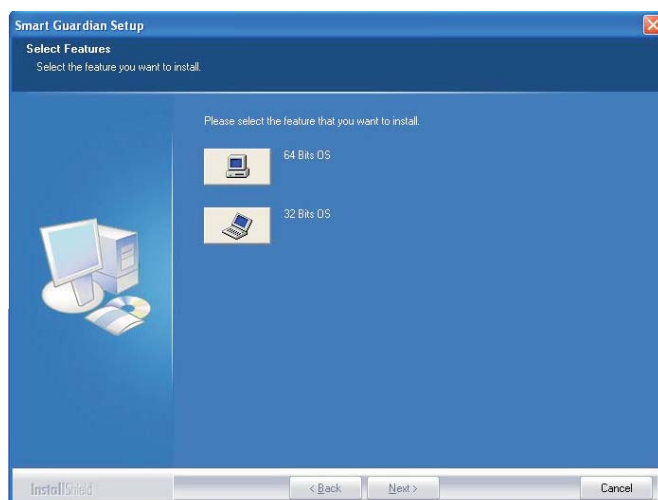 Smart Guardian Setup
Select Features
Select the feature you want to install.
Please select the feature that you want to install.
64 Bits OS
32 Bits OS
InstallShield
< Back
Next >
Cancel